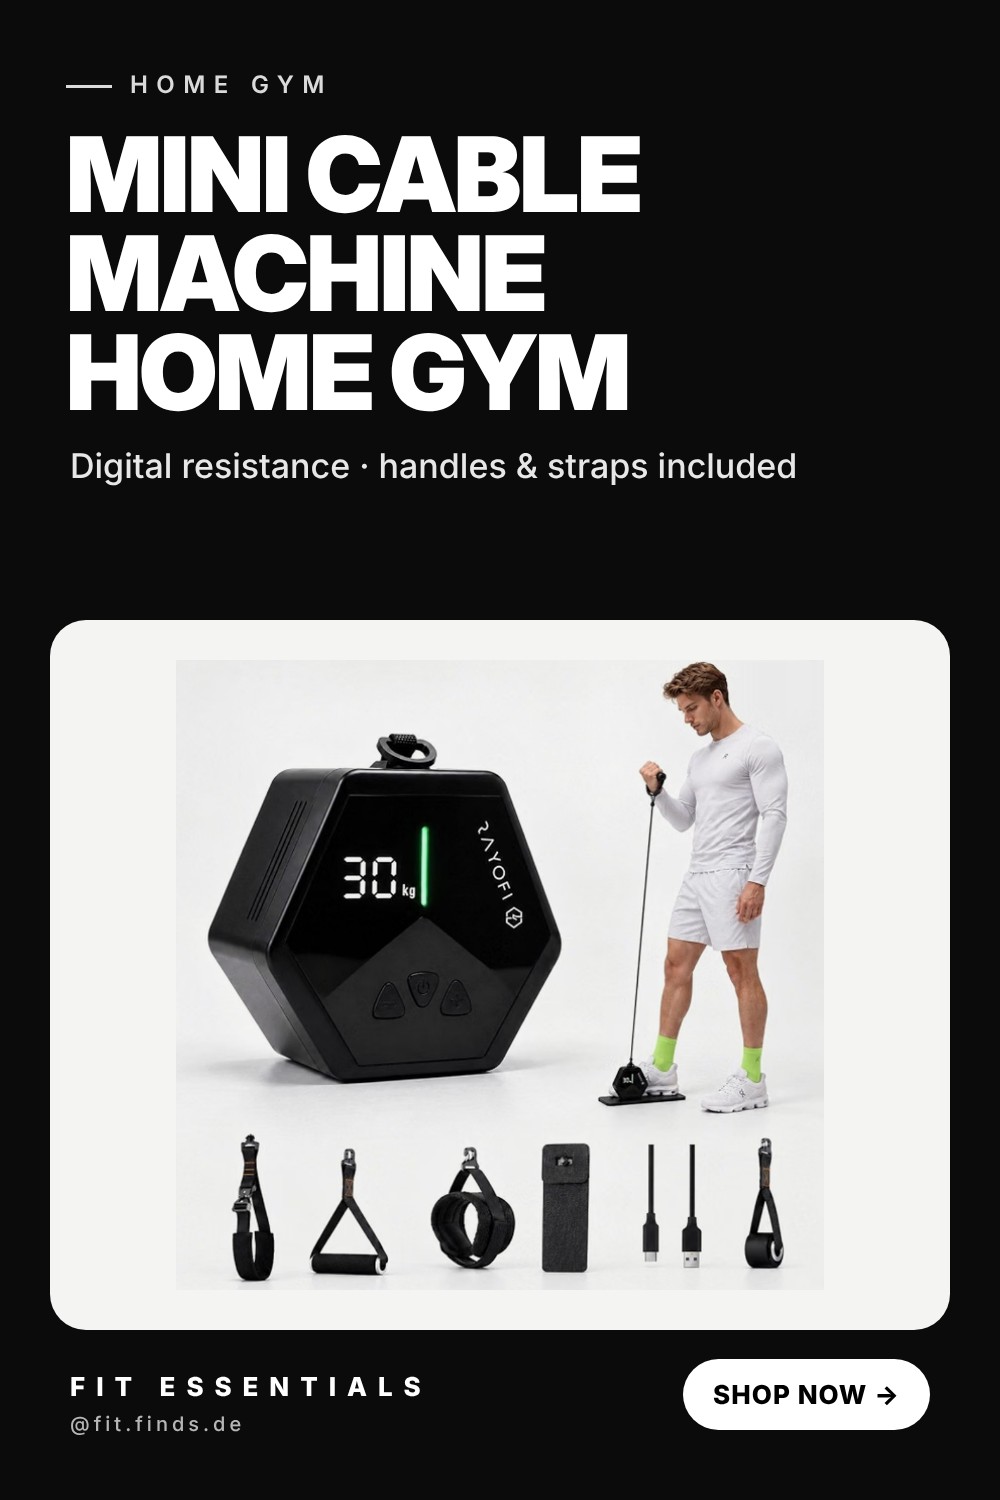 HOME GYM
MINI CABLE
MACHINE
HOME GYM
Digital resistance · handles & straps included
30 kg
RAYOFI
FIT ESSENTIALS
@fit.finds.de
SHOP NOW →